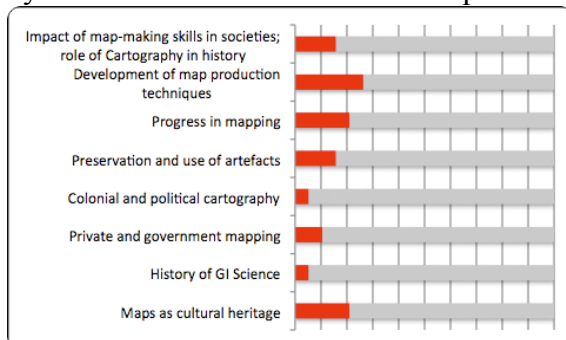 Impact of map-making skills in societies;
role of Cartography in history
Development of map production
techniques
Progress in mapping
Preservation and use of artefacts
Colonial and political cartography
Private and government mapping
History of GI Science
Maps as cultural heritage